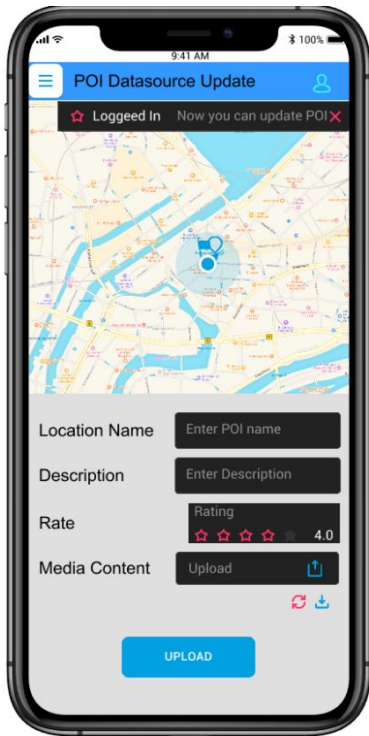 100%
9:41 AM
POI Datasource Update
Loggeed In Now you can update POI
Location Name Enter POI name
Description Enter Description
Rate Rating
4.0
Media Content Upload
UPLOAD